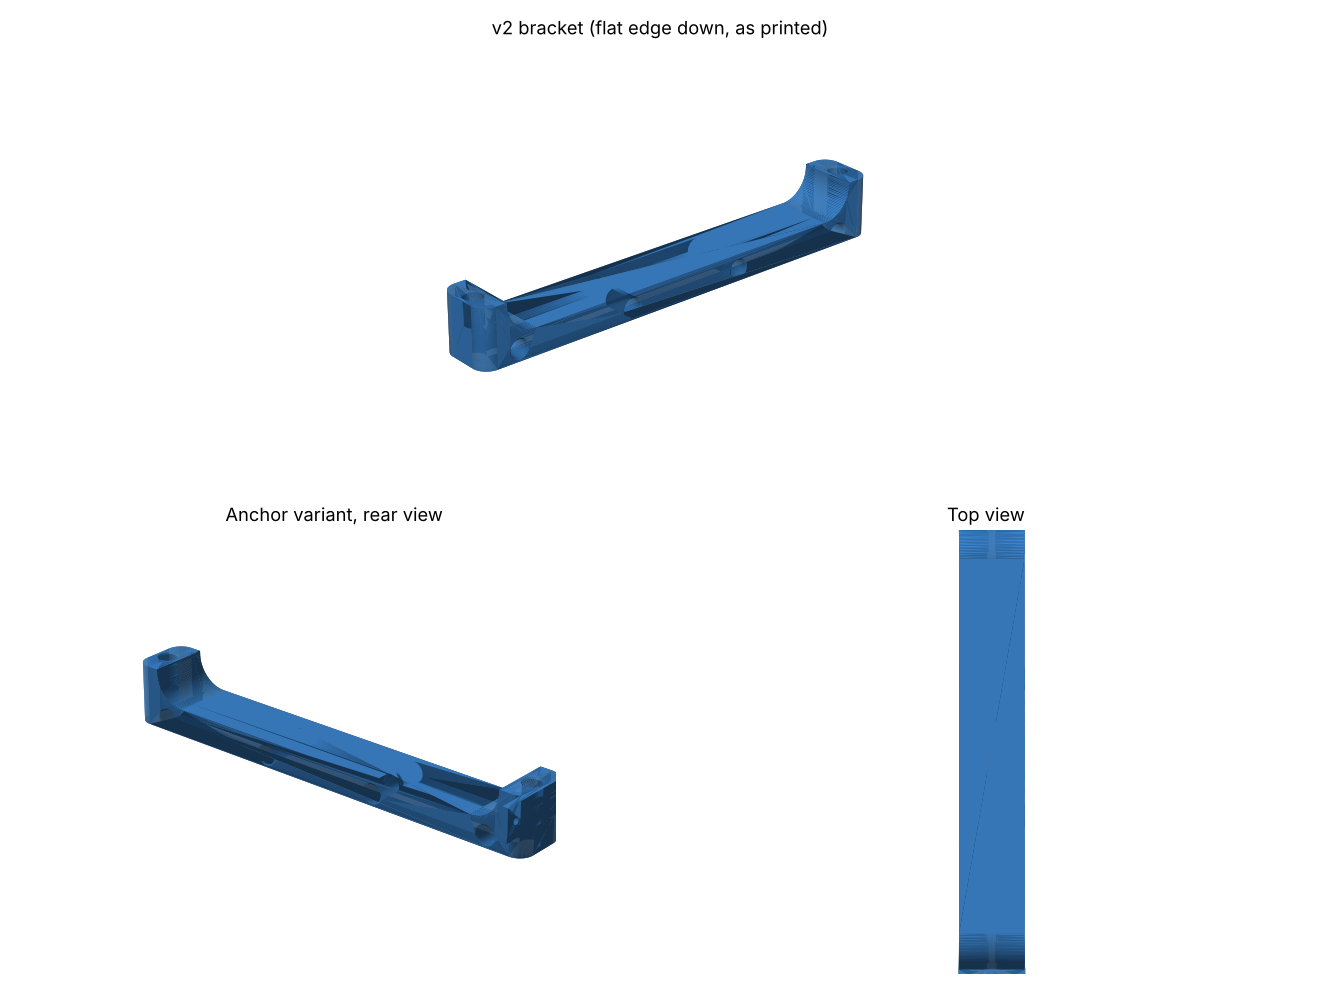 v2 bracket (flat edge down, as printed)
Anchor variant, rear view
Top view